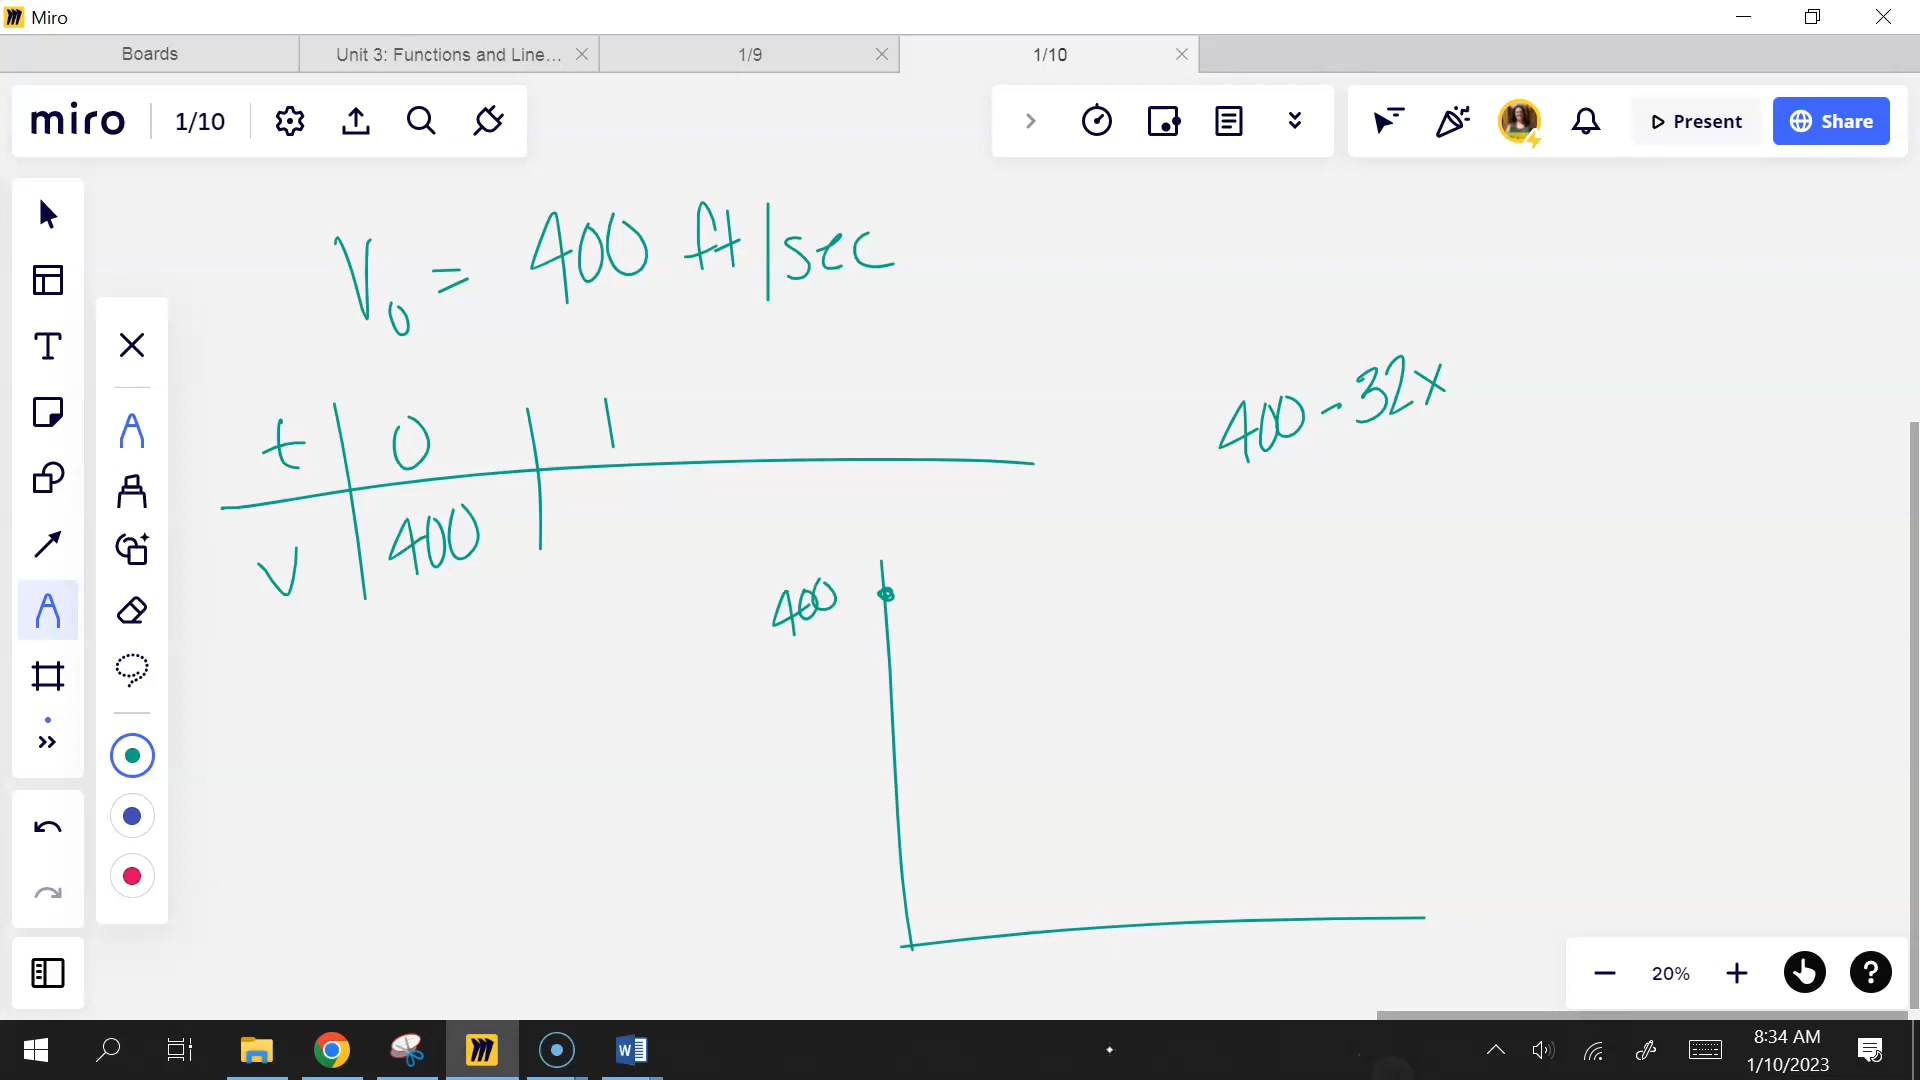 Miro
Boards
Unit 3: Functions and Line...
1/9
1/10
miro
1/10
Present
Share
V₀ = 400 ft/sec
400 - 32x
t 0 1
v 400
400
20%
8:34 AM
1/10/2023